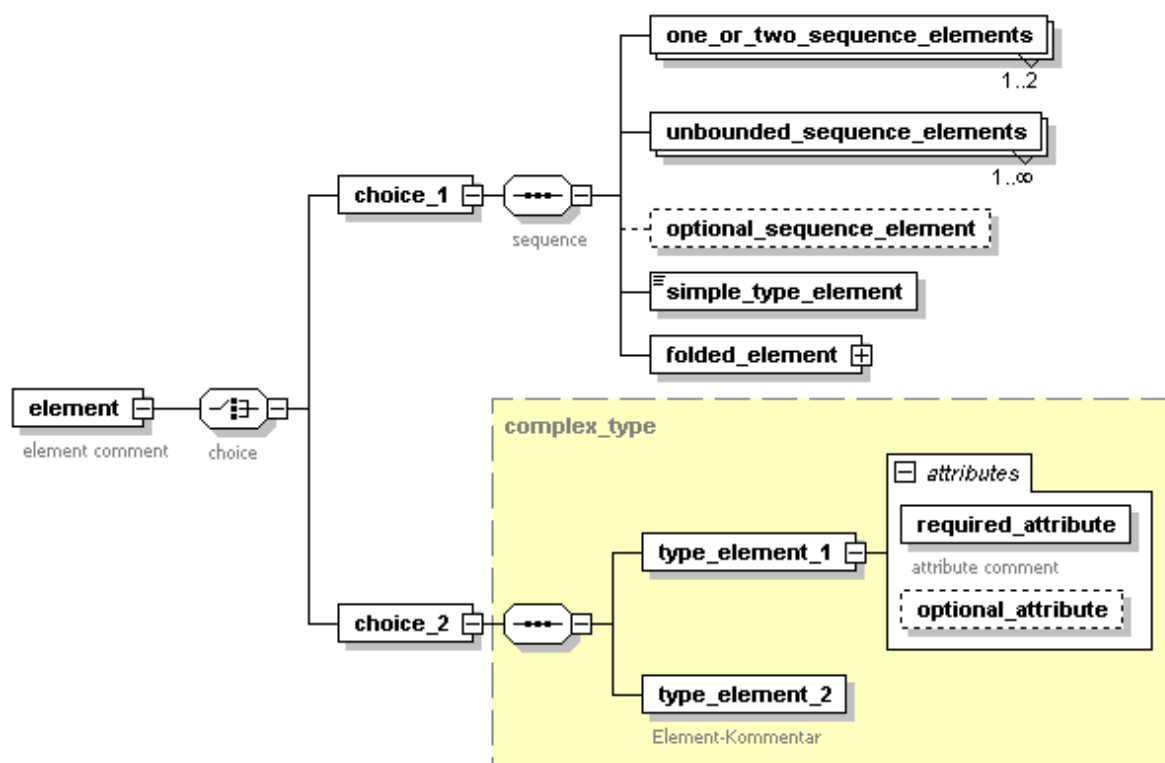 one_or_two_sequence_elements
1..2
unbounded_sequence_elements
1..∞
choice_1
sequence
optional_sequence_element
simple_type_element
folded_element
element
element comment
choice
complex_type
attributes
required_attribute
attribute comment
optional_attribute
type_element_1
choice_2
type_element_2
Element-Kommentar